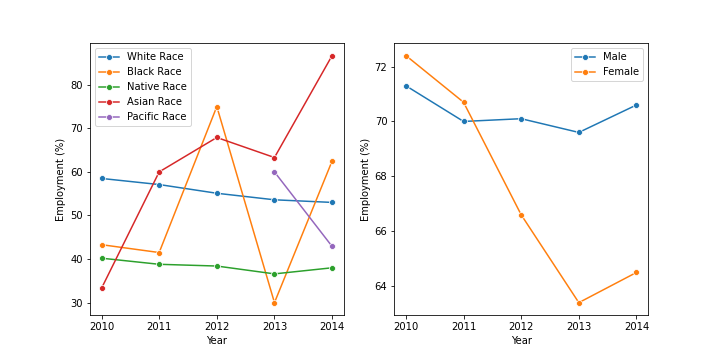 White Race
Black Race
Native Race
Asian Race
Pacific Race
80
70
60
50
40
30
Employment (%)
2010 2011 2012 2013 2014
Year
Male
Female
72
70
68
66
64
Employment (%)
2010 2011 2012 2013 2014
Year